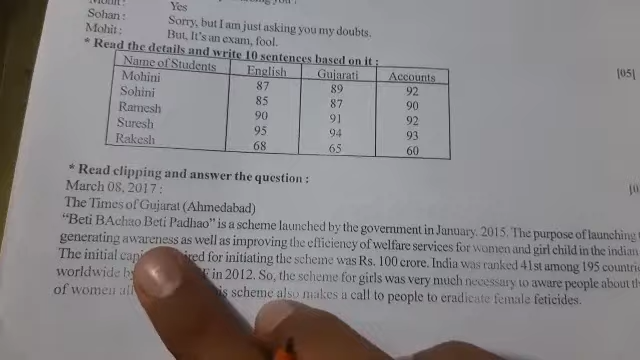 Yes
Sohan : Sorry, but I am just asking you my doubts.
Mohit : But, It's an exam, fool.
* Read the details and write 10 sentences based on it :
[05]
Name of Students English Gujarati Accounts
Mohini 87 89 92
Sohini 85 87 90
Ramesh 90 91 92
Suresh 95 94 93
Rakesh 68 65 60
* Read clipping and answer the question :
March 08, 2017 :
The Times of Gujarat (Ahmedabad)
"Beti BAchao Beti Padhao" is a scheme launched by the government in January. 2015. The purpose of launching
generating awareness as well as improving the efficiency of welfare services for women and girl child in the indian
The initial for initiating the scheme was Rs. 100 crore. India was ranked 41st among 195
worldwide in 2012. So, the scheme for girls was very much necessary to aware people about
of women scheme also makes a call to people to eradicate female feticides.